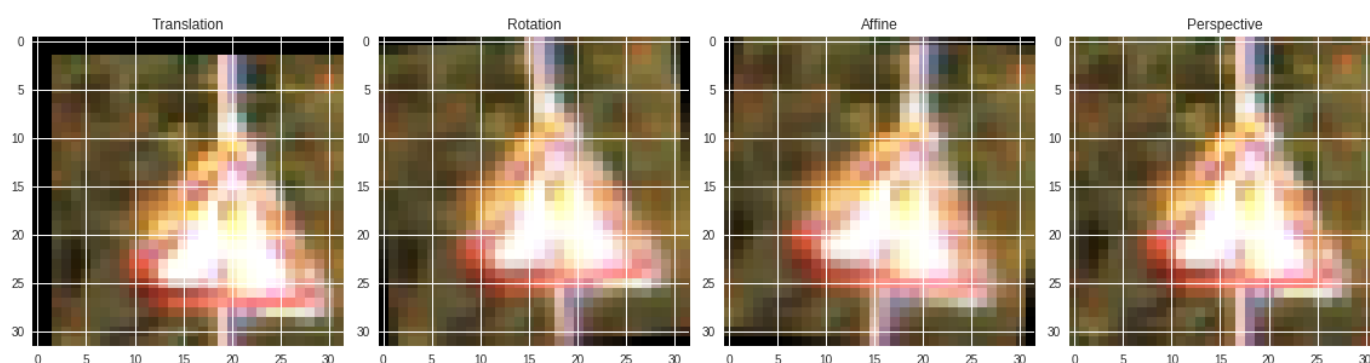 Translation Rotation Affine Perspective
0 0 0 0
5 5 5 5
10 10 10 10
15 15 15 15
20 20 20 20
25 25 25 25
30 30 30 30
0 5 10 15 20 25 30 0 5 10 15 20 25 30 0 5 10 15 20 25 30 0 5 10 15 20 25 30